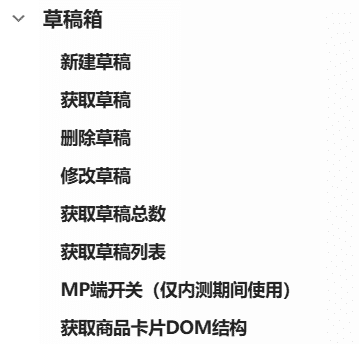 草稿箱
新建草稿
获取草稿
删除草稿
修改草稿
获取草稿总数
获取草稿列表
MP端开关（仅内测期间使用）
获取商品卡片DOM结构